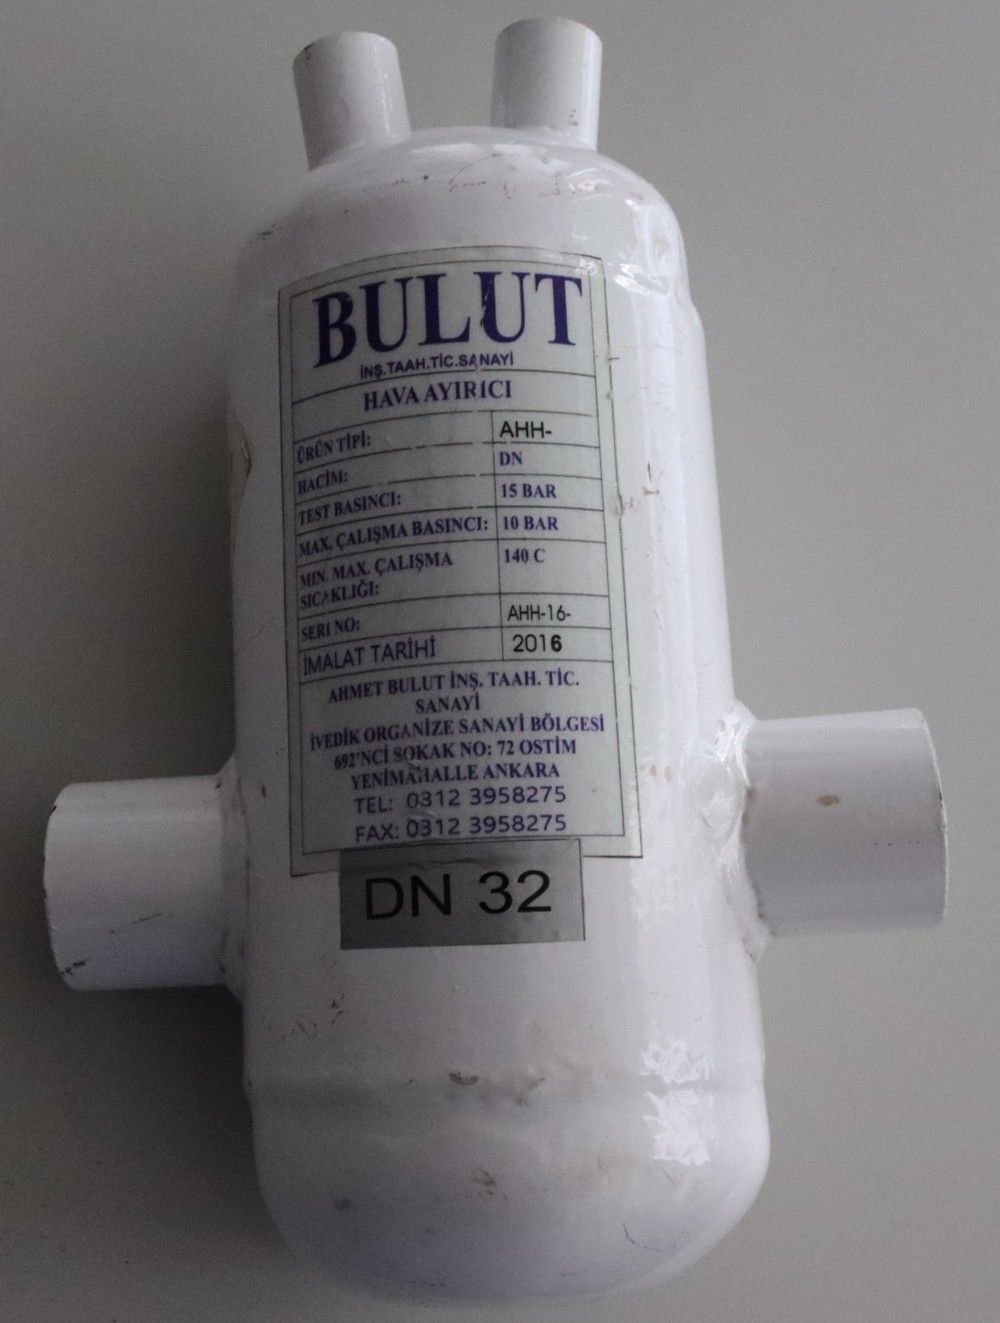 BULUT
İNŞ.TAAH.TİC.SANAYİ
HAVA AYIRICI
ÜRÜN TİPİ: AHH-
HACİM: DN
TEST BASINCI: 15 BAR
MAX. ÇALIŞMA BASINCI: 10 BAR
MIN. MAX. ÇALIŞMA 140 C
SICAKLIĞI:
SERI NO: AHH-16-
İMALAT TARİHİ 2016
AHMET BULUT İNŞ. TAAH. TİC.
SANAYİ
İVEDİK ORGANİZE SANAYİ BÖLGESİ
692'NCİ SOKAK NO: 72 OSTİM
YENİMAHALLE ANKARA
TEL: 0312 3958275
FAX: 0312 3958275
DN 32